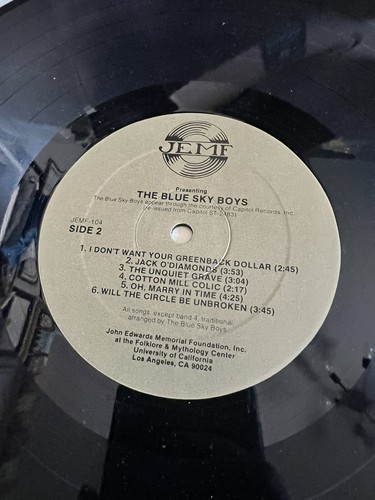 JEMF
Presenting
THE BLUE SKY BOYS
The Blue Sky Boys appear through the courtesy of Capitol Records, Inc.
(re-issued from Capitol ST-2483)
JEMF-104
SIDE 2
1. I DON'T WANT YOUR GREENBACK DOLLAR (2:45)
2. JACK O'DIAMONDS (3:53)
3. THE UNQUIET GRAVE (3:04)
4. COTTON MILL COLIC (2:17)
5. OH, MARRY IN TIME (4:25)
6. WILL THE CIRCLE BE UNBROKEN (3:45)
All songs, except band 4, traditional
arranged by The Blue Sky Boys
John Edwards Memorial Foundation, Inc.
at the Folklore & Mythology Center
University of California
Los Angeles, CA 90024